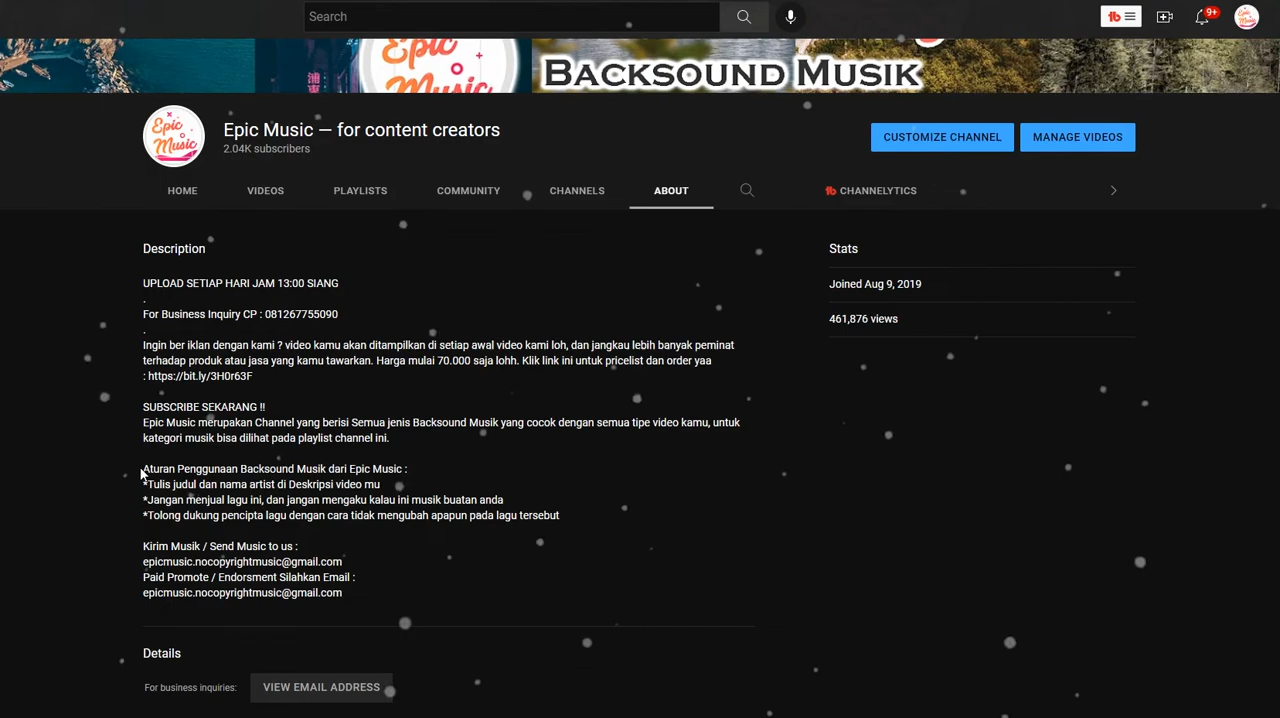 Search
tb
9+
Epic
Music
Epic
Music
BACKSOUND MUSIK
Epic
Music
Epic Music — for content creators
2.04K subscribers
CUSTOMIZE CHANNEL
MANAGE VIDEOS
HOME
VIDEOS
PLAYLISTS
COMMUNITY
CHANNELS
ABOUT
tb CHANNELYTICS
Description
UPLOAD SETIAP HARI JAM 13:00 SIANG
.
For Business Inquiry CP : 081267755090
.
Ingin ber iklan dengan kami ? video kamu akan ditampilkan di setiap awal video kami loh, dan jangkau lebih banyak peminat
terhadap produk atau jasa yang kamu tawarkan. Harga mulai 70.000 saja lohh. Klik link ini untuk pricelist dan order yaa
: https://bit.ly/3H0r63F
SUBSCRIBE SEKARANG !!
Epic Music merupakan Channel yang berisi Semua jenis Backsound Musik yang cocok dengan semua tipe video kamu, untuk
kategori musik bisa dilihat pada playlist channel ini.
Aturan Penggunaan Backsound Musik dari Epic Music :
*Tulis judul dan nama artist di Deskripsi video mu
*Jangan menjual lagu ini, dan jangan mengaku kalau ini musik buatan anda
*Tolong dukung pencipta lagu dengan cara tidak mengubah apapun pada lagu tersebut
Kirim Musik / Send Music to us :
epicmusic.nocopyrightmusic@gmail.com
Paid Promote / Endorsment Silahkan Email :
epicmusic.nocopyrightmusic@gmail.com
Stats
Joined Aug 9, 2019
461,876 views
Details
For business inquiries:
VIEW EMAIL ADDRESS